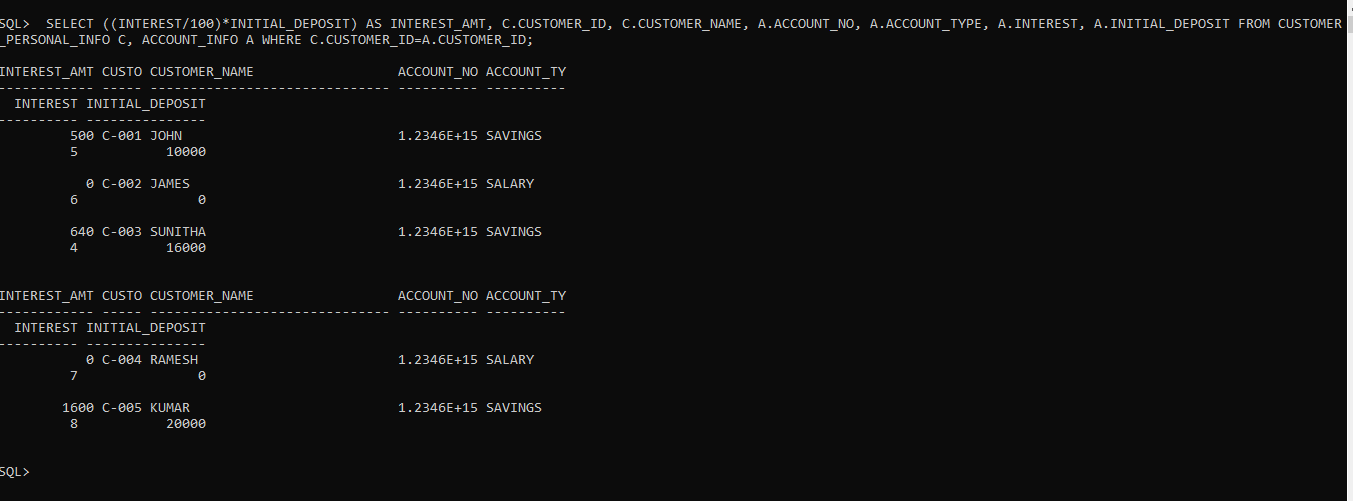 SQL>  SELECT ((INTEREST/100)*INITIAL_DEPOSIT) AS INTEREST_AMT, C.CUSTOMER_ID, C.CUSTOMER_NAME, A.ACCOUNT_NO, A.ACCOUNT_TYPE, A.INTEREST, A.INITIAL_DEPOSIT FROM CUSTOMER
_PERSONAL_INFO C, ACCOUNT_INFO A WHERE C.CUSTOMER_ID=A.CUSTOMER_ID;
INTEREST_AMT CUSTO CUSTOMER_NAME                  ACCOUNT_NO ACCOUNT_TY
------------ ----- ------------------------------ ---------- ----------
  INTEREST INITIAL_DEPOSIT
---------- ---------------
         500 C-001 JOHN                           1.2346E+15 SAVINGS
         5           10000
           0 C-002 JAMES                          1.2346E+15 SALARY
         6               0
         640 C-003 SUNITHA                        1.2346E+15 SAVINGS
         4           16000
INTEREST_AMT CUSTO CUSTOMER_NAME                  ACCOUNT_NO ACCOUNT_TY
------------ ----- ------------------------------ ---------- ----------
  INTEREST INITIAL_DEPOSIT
---------- ---------------
           0 C-004 RAMESH                         1.2346E+15 SALARY
         7               0
        1600 C-005 KUMAR                          1.2346E+15 SAVINGS
         8           20000
SQL>